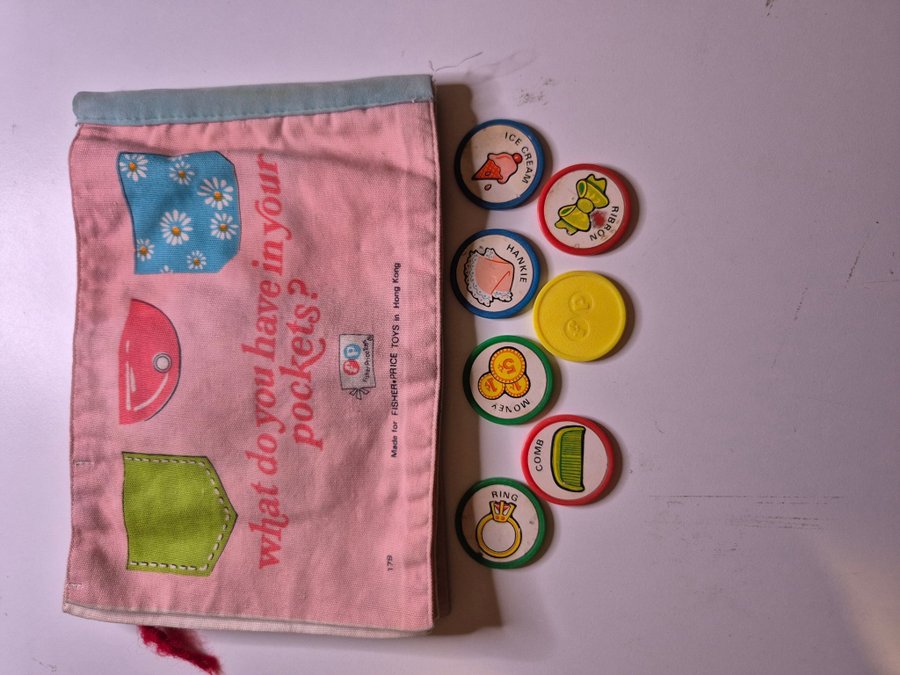 what do you have in your
pockets?
Fisher-Price
Made for FISHER-PRICE TOYS in Hong Kong
179
ICE CREAM
RIBBON
HANKIE
MONEY
COMB
RING